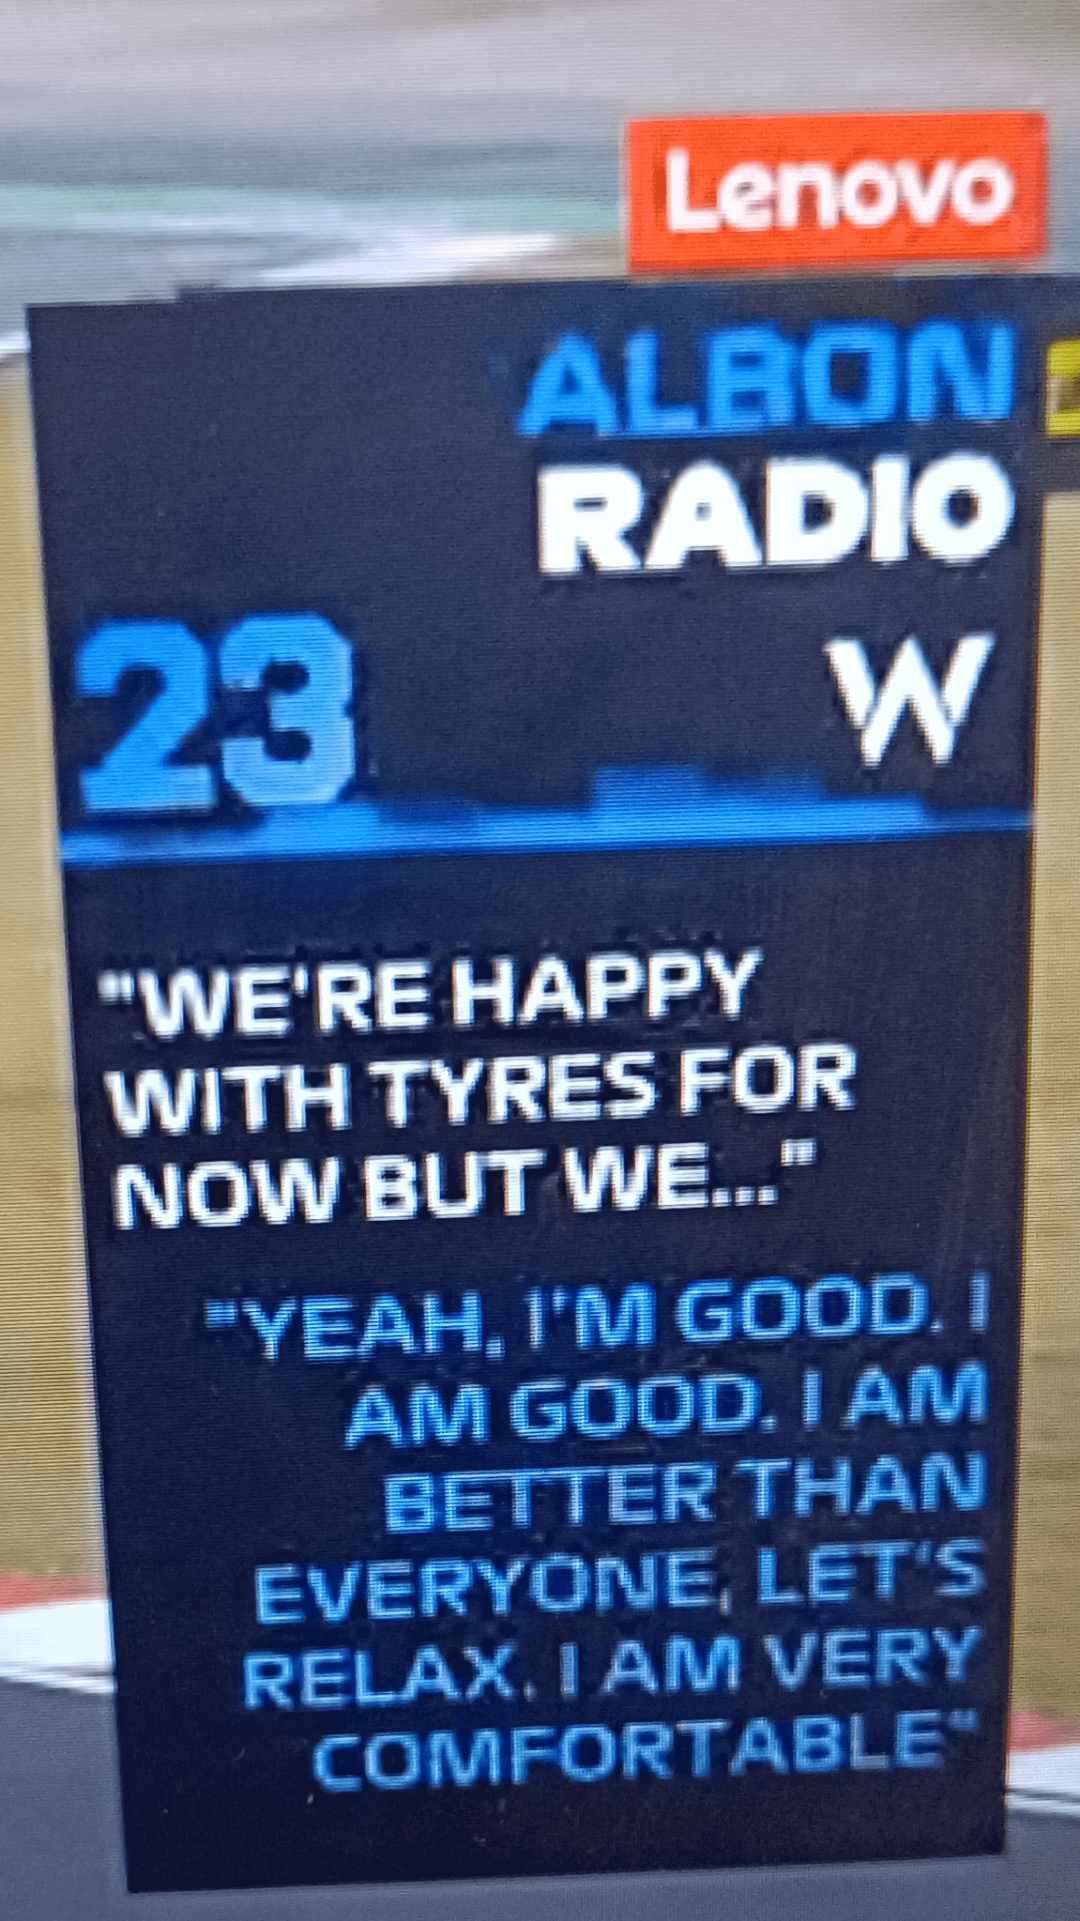 Lenovo
ALBON
RADIO
23
W
"WE'RE HAPPY
WITH TYRES FOR
NOW BUT WE..."
"YEAH, I'M GOOD. I
AM GOOD. I AM
BETTER THAN
EVERYONE, LET'S
RELAX. I AM VERY
COMFORTABLE"